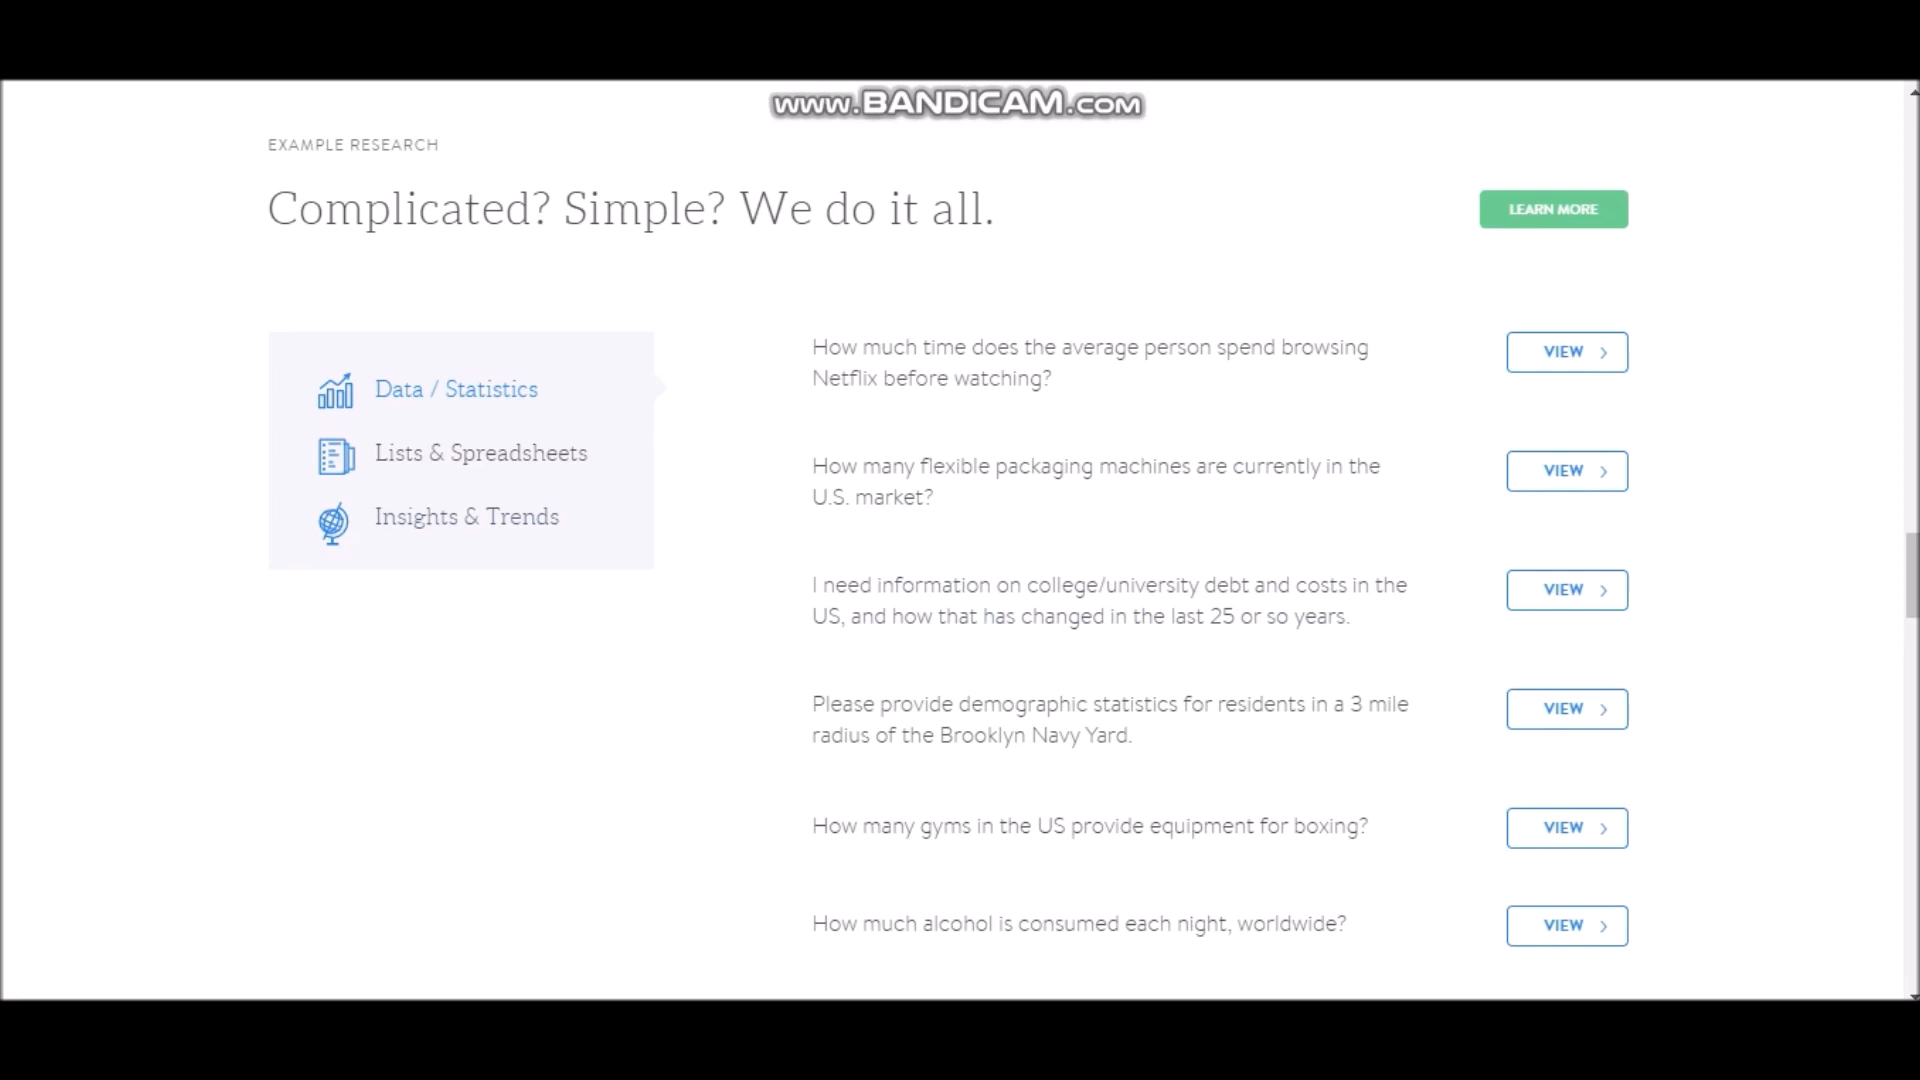 www.BANDICAM.com
EXAMPLE RESEARCH
Complicated? Simple? We do it all.
LEARN MORE
Data / Statistics
Lists & Spreadsheets
Insights & Trends
How much time does the average person spend browsing
Netflix before watching?
VIEW
How many flexible packaging machines are currently in the
U.S. market?
VIEW
I need information on college/university debt and costs in the
US, and how that has changed in the last 25 or so years.
VIEW
Please provide demographic statistics for residents in a 3 mile
radius of the Brooklyn Navy Yard.
VIEW
How many gyms in the US provide equipment for boxing?
VIEW
How much alcohol is consumed each night, worldwide?
VIEW